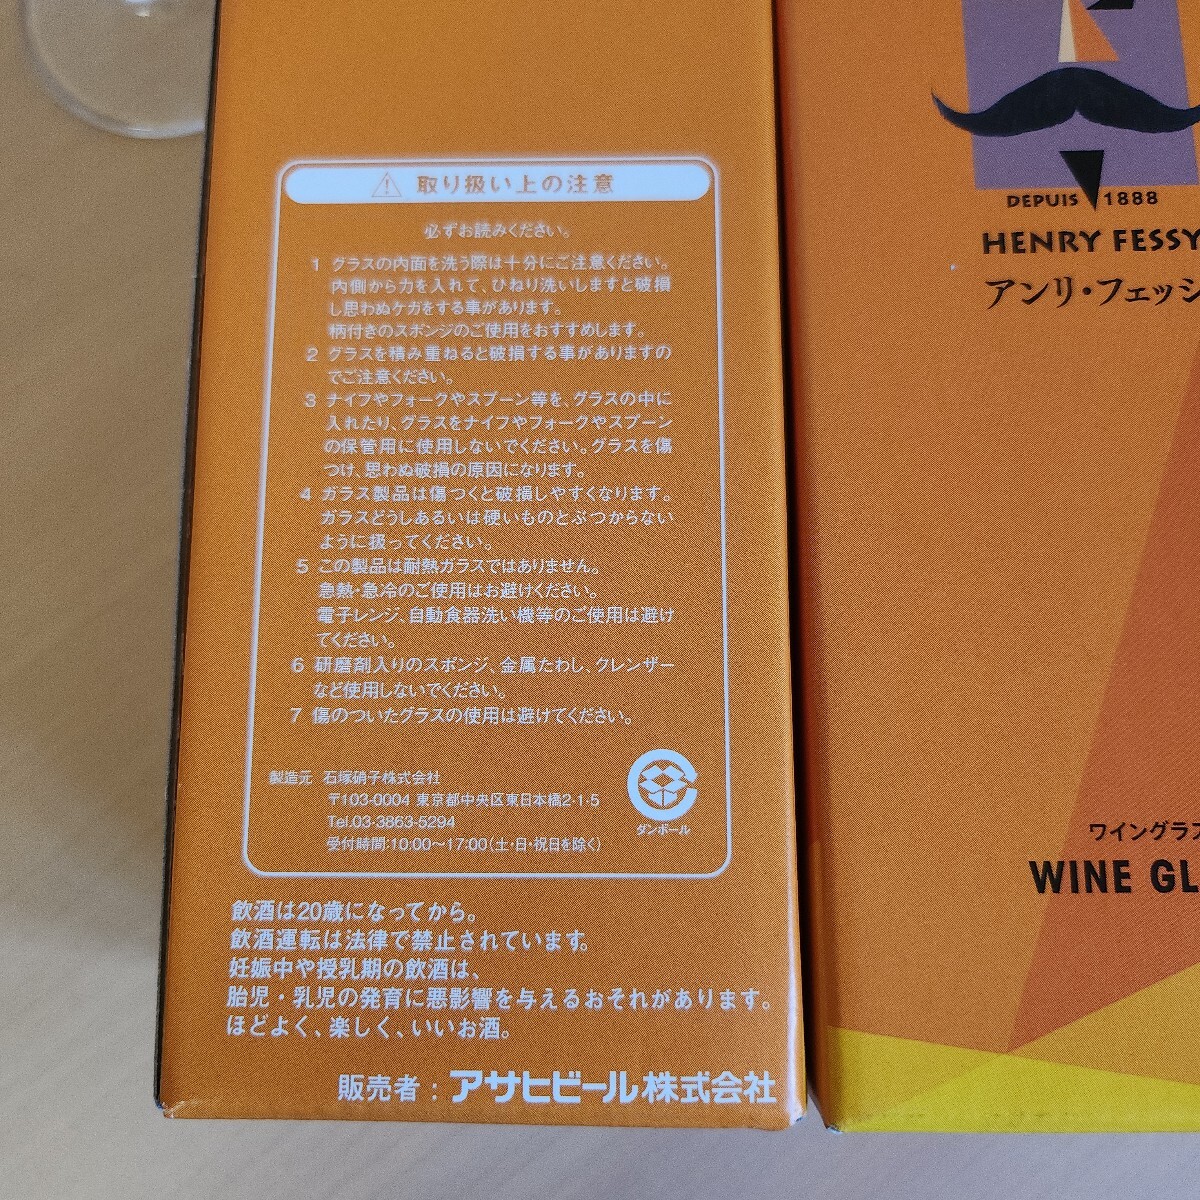 取り扱い上の注意
必ずお読みください。
1 グラスの内面を洗う際は十分にご注意ください。
内側から力を入れて、ひねり洗いしますと破損
し思わぬケガをする事があります。
柄付きのスポンジのご使用をおすすめします。
2 グラスを積み重ねると破損する事がありますの
でご注意ください。
3 ナイフやフォークやスプーン等を、グラスの中に
入れたり、グラスをナイフやフォークやスプーン
の保管用に使用しないでください。グラスを傷
つけ、思わぬ破損の原因になります。
4 ガラス製品は傷つくと破損しやすくなります。
ガラスどうしあるいは硬いものとぶつからない
ように扱ってください。
5 この製品は耐熱ガラスではありません。
急熱・急冷のご使用はお避けください。
電子レンジ、自動食器洗い機等のご使用は避け
てください。
6 研磨剤入りのスポンジ、金属たわし、クレンザー
など使用しないでください。
7 傷のついたグラスの使用は避けてください。
製造元 石塚硝子株式会社
〒103-0004 東京都中央区東日本橋2-1-5
Tel.03-3863-5294
受付時間:10:00〜17:00(土・日・祝日を除く)
ダンボール
飲酒は20歳になってから。
飲酒運転は法律で禁止されています。
妊娠中や授乳期の飲酒は、
胎児・乳児の発育に悪影響を与えるおそれがあります。
ほどよく、楽しく、いいお酒。
販売者：アサヒビール株式会社
DEPUIS 1888
HENRY FESSY
アンリ・フェッシ
ワイングラス
WINE GL